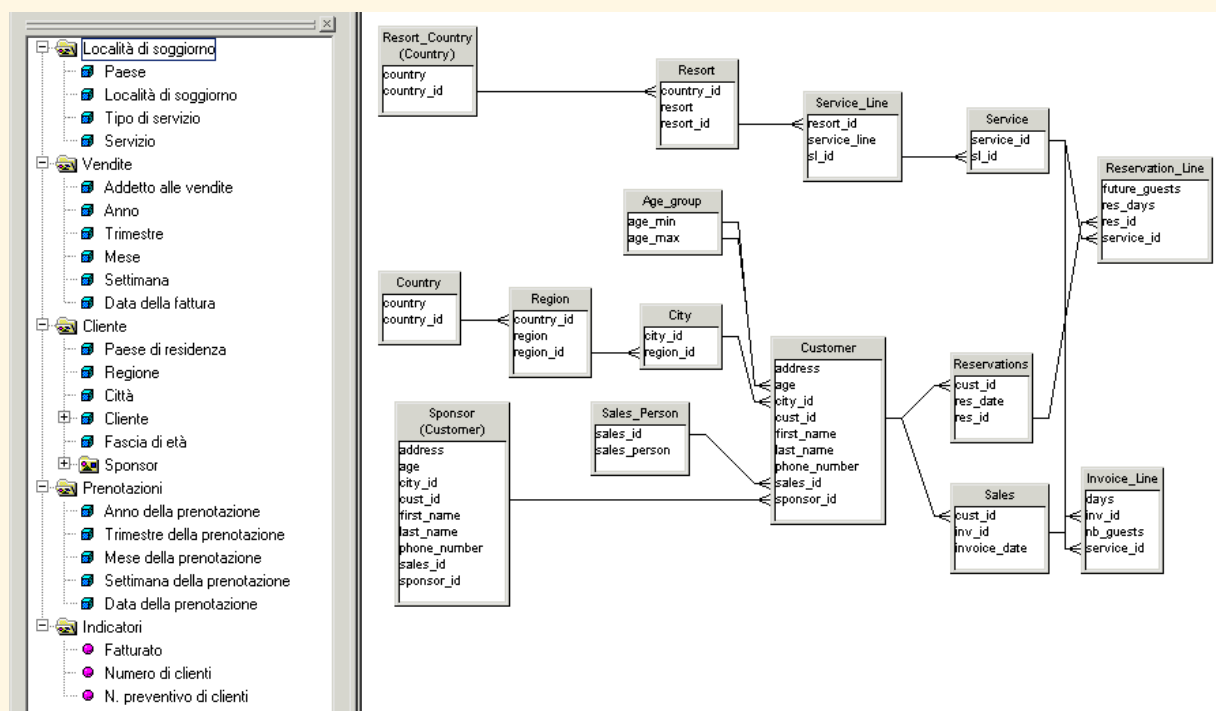 Località di soggiorno
Paese
Località di soggiorno
Tipo di servizio
Servizio
Vendite
Addetto alle vendite
Anno
Trimestre
Mese
Settimana
Data della fattura
Cliente
Paese di residenza
Regione
Città
Cliente
Fascia di età
Sponsor
Prenotazioni
Anno della prenotazione
Trimestre della prenotazione
Mese della prenotazione
Settimana della prenotazione
Data della prenotazione
Indicatori
Fatturato
Numero di clienti
N. preventivo di clienti
Resort_Country
(Country)
country
country_id
Resort
country_id
resort
resort_id
Service_Line
resort_id
service_line
sl_id
Service
service_id
sl_id
Reservation_Line
future_guests
res_days
res_id
service_id
Age_group
age_min
age_max
Country
country
country_id
Region
country_id
region
region_id
City
city_id
region_id
Customer
address
age
city_id
cust_id
first_name
last_name
phone_number
sales_id
sponsor_id
Reservations
cust_id
res_date
res_id
Sponsor
(Customer)
address
age
city_id
cust_id
first_name
last_name
phone_number
sales_id
sponsor_id
Sales_Person
sales_id
sales_person
Sales
cust_id
inv_id
invoice_date
Invoice_Line
days
inv_id
nb_guests
service_id